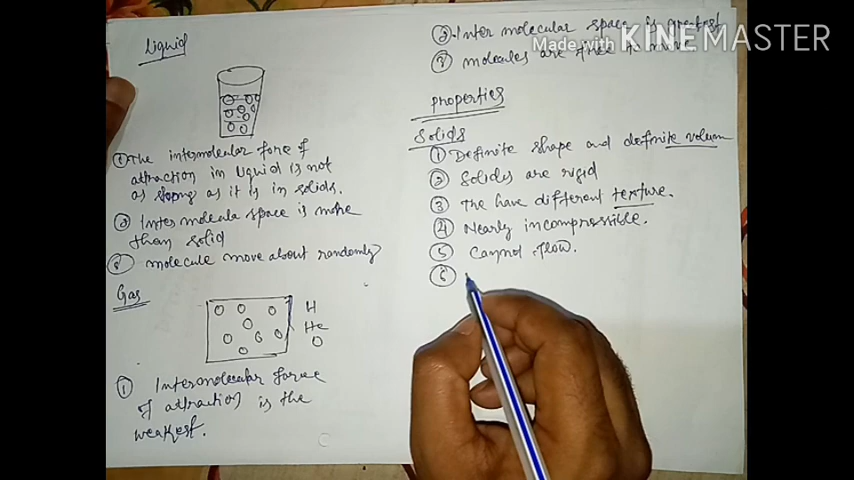 Liquid
① The intermolecular force of
attraction in liquid is not
as strong as it is in solids.
② Inter molecula space is more
than solid
③ molecule move about randomly
Gas
H
He
O
① Intermolecular force
of attraction is the
weakest.
② Inter molecular space is greatest
③ molecules are free to move
Made with KINEMASTER
properties
Solids
① Definite shape and definite volum
② Solides are rigid
③ The have different texture.
④ Nearly incompressible.
⑤ Cannot flow.
⑥